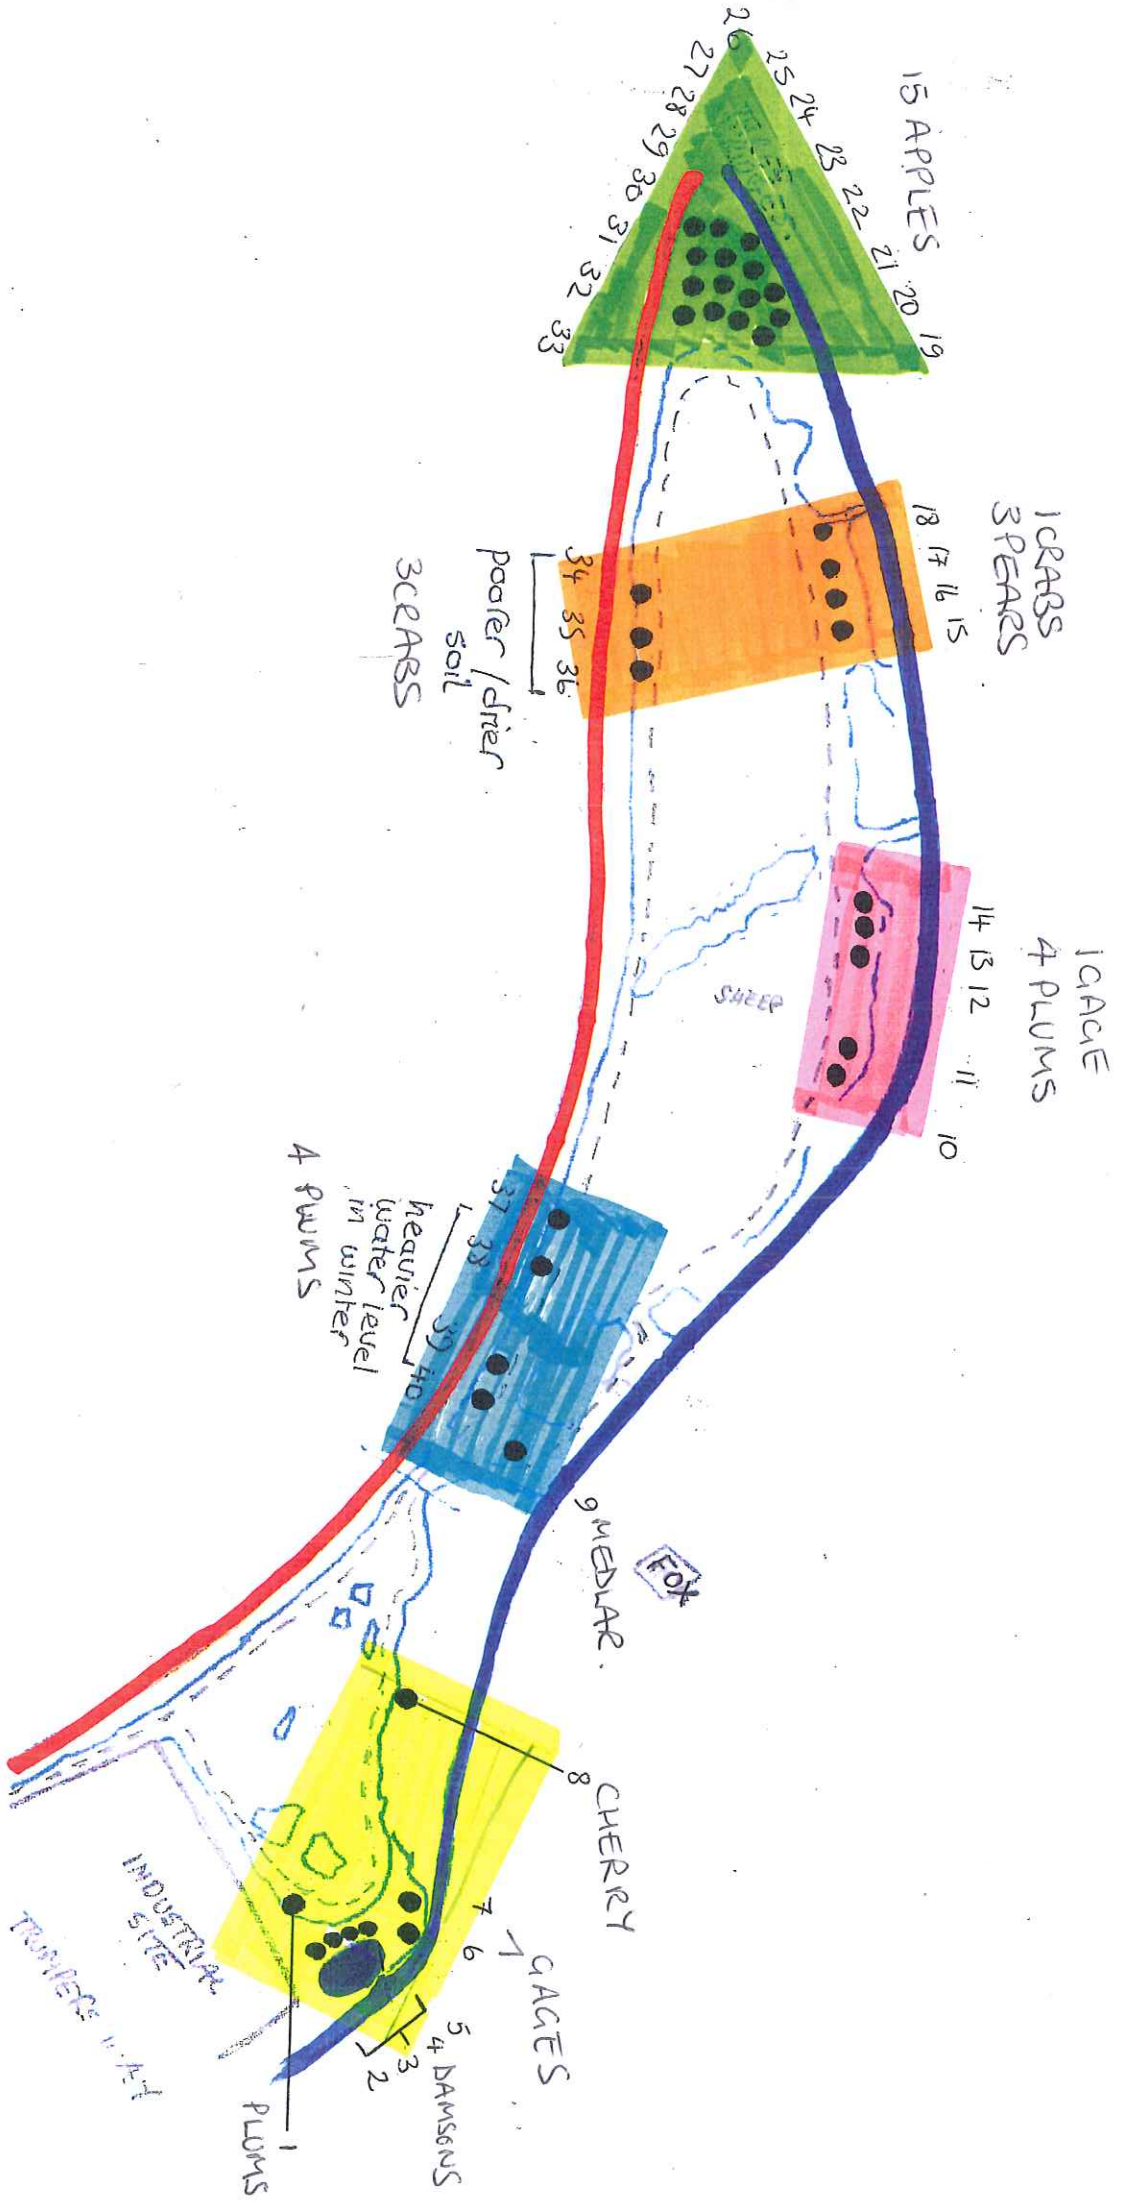 15 APPLES
26
25
24
23
22
21
20
19
27
28
29
30
31
32
33
1 CRABS
3 PEARS
18 17 16 15
34 35 36
poorer / drier
soil
3 CRABS
1 GAGE
4 PLUMS
14 13 12 11 10
SHEEP
37 38 39 40
heavier
water level
in winter
4 PLUMS
9 MEDLAR.
FOX
8 CHERRY
7 6
GAGES
5
4 DAMSONS
3
2
1
PLUMS
INDUSTRIAL
SITE
TRUMPERS WAY